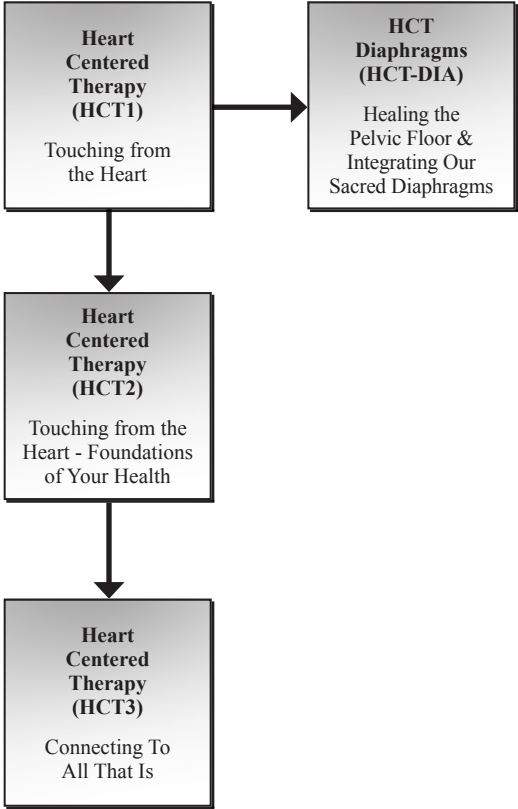 Heart
Centered
Therapy
(HCT1)
Touching from
the Heart
HCT
Diaphragms
(HCT-DIA)
Healing the
Pelvic Floor &
Integrating Our
Sacred Diaphragms
Heart
Centered
Therapy
(HCT2)
Touching from the
Heart - Foundations
of Your Health
Heart
Centered
Therapy
(HCT3)
Connecting To
All That Is